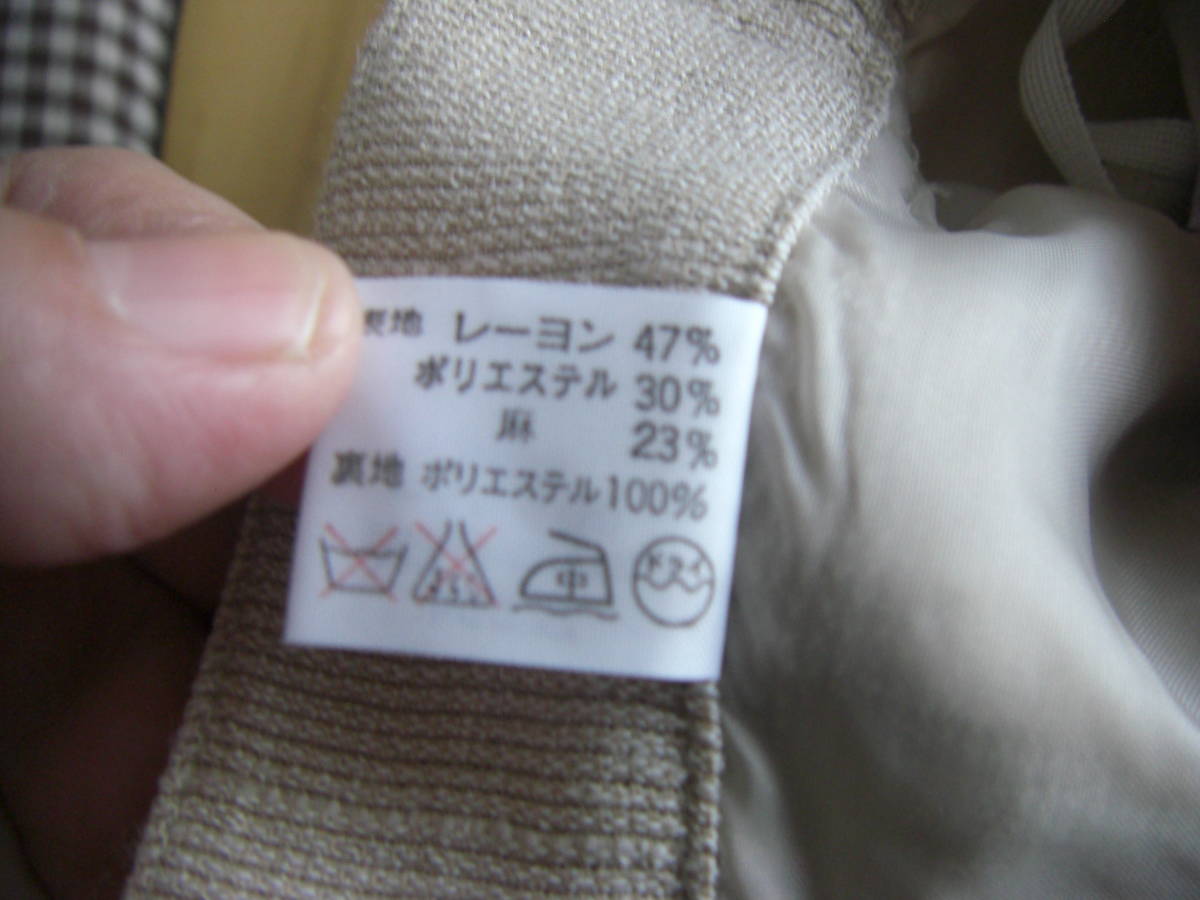 表地 レーヨン 47%
ポリエステル 30%
麻 23%
裏地 ポリエステル100%
中 ドライ